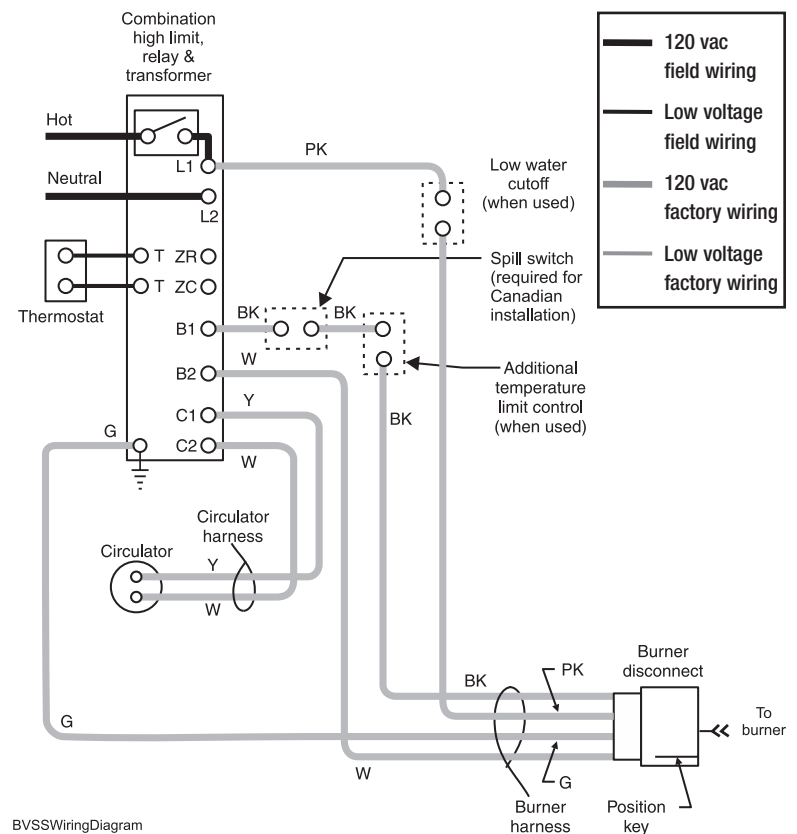 Combination
high limit,
relay &
transformer
120 vac
field wiring
Low voltage
field wiring
120 vac
factory wiring
Low voltage
factory wiring
Hot
L1
PK
Low water
cutoff
(when used)
Neutral
L2
T ZR
T ZC
Thermostat
Spill switch
(required for
Canadian
installation)
B1
BK
BK
B2
W
Additional
temperature
limit control
(when used)
C1
Y
BK
G
C2
W
Circulator
harness
Circulator
Y
W
Burner
disconnect
BK
PK
To
burner
G
W
G
Burner
harness
Position
key
BVSSWiringDiagram